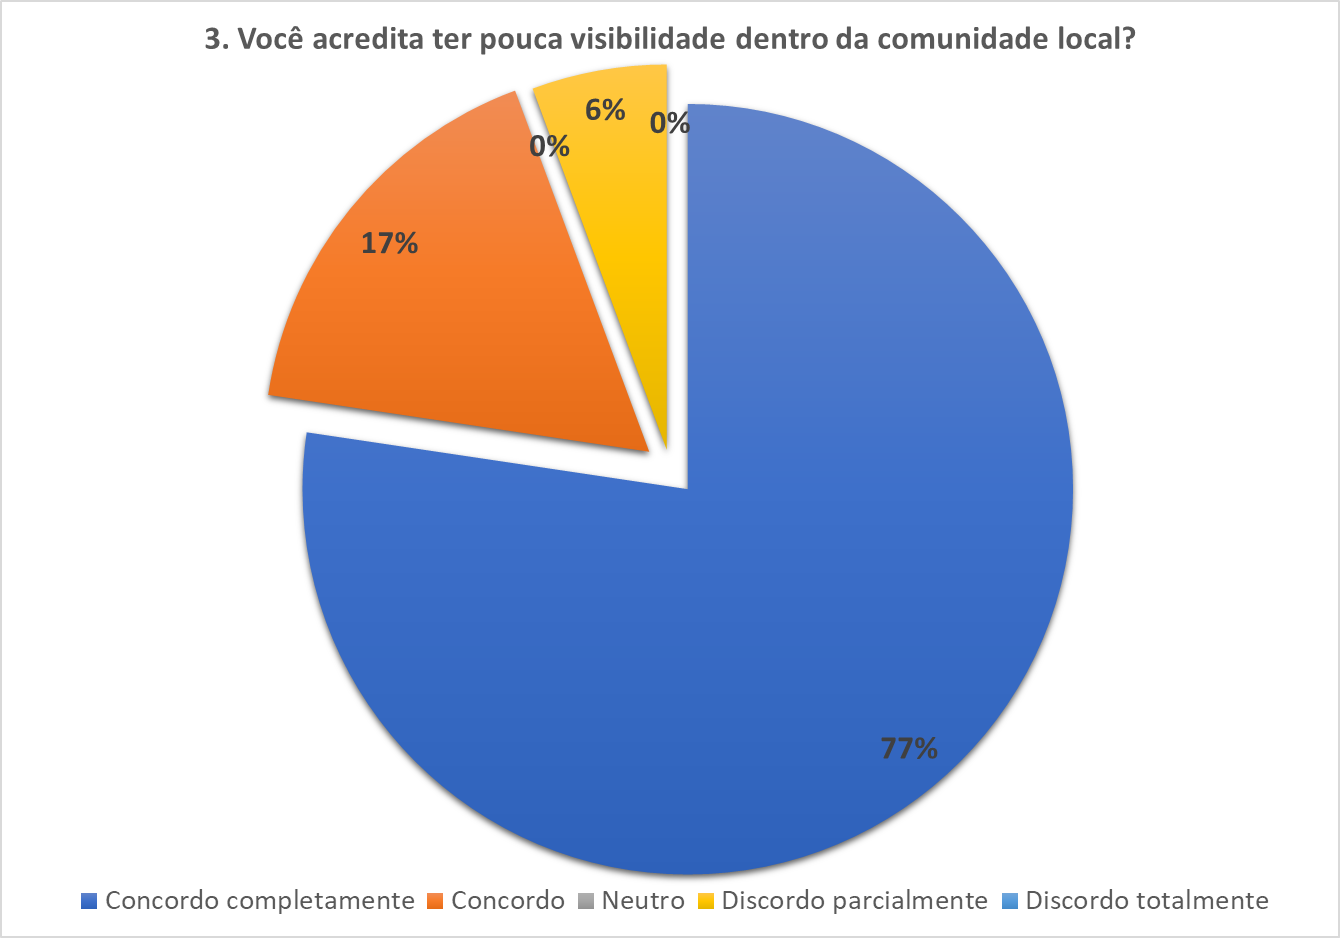 3. Você acredita ter pouca visibilidade dentro da comunidade local?
6%
0%
0%
17%
77%
Concordo completamente Concordo Neutro Discordo parcialmente Discordo totalmente